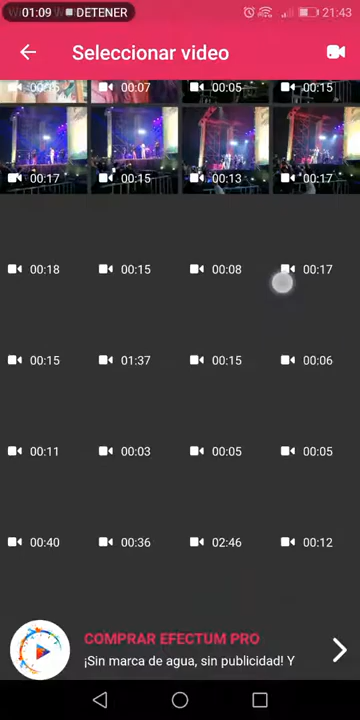 01:09 DETENER 21:43
Seleccionar video
00:07 00:05 00:15
00:17 00:15 00:13 00:17
00:18 00:15 00:08 00:17
00:15 01:37 00:15 00:06
00:11 00:03 00:05 00:05
00:40 00:36 02:46 00:12
COMPRAR EFECTUM PRO
¡Sin marca de agua, sin publicidad! Y